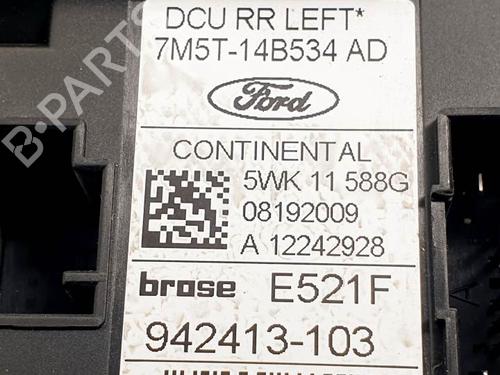 DCU RR LEFT*
7M5T-14B534 AD
Ford
CONTINENTAL
5WK 11 588G
08192009
A 12242928
brose E521F
942413-103
B-PARTS